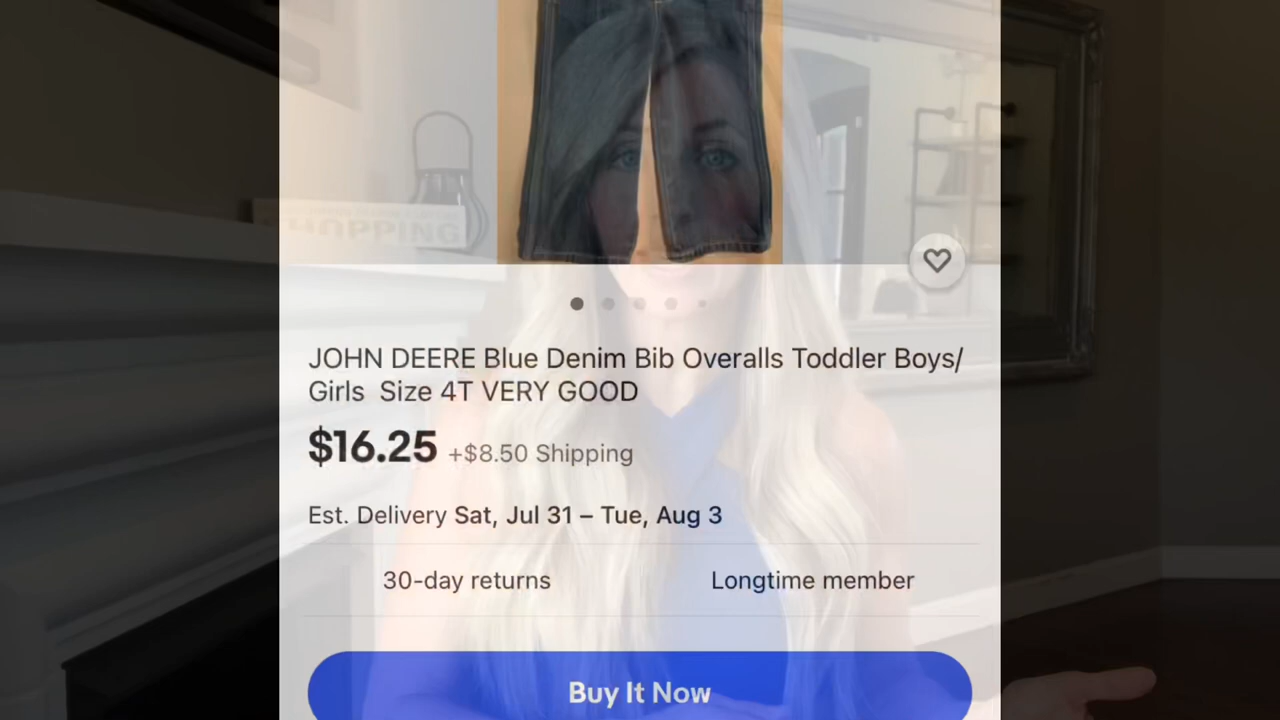 HOPPING
JOHN DEERE Blue Denim Bib Overalls Toddler Boys/
Girls Size 4T VERY GOOD
$16.25 +$8.50 Shipping
Est. Delivery Sat, Jul 31 – Tue, Aug 3
30-day returns Longtime member
Buy It Now